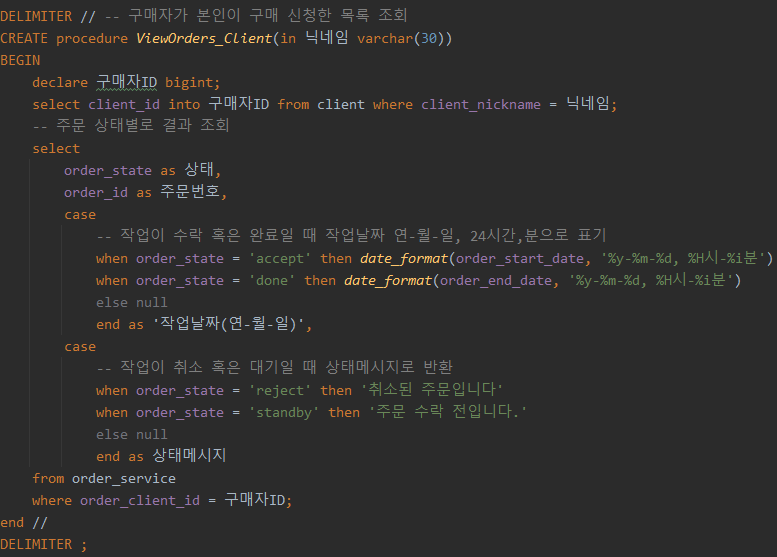 DELIMITER // -- 구매자가 본인이 구매 신청한 목록 조회
CREATE procedure ViewOrders_Client(in 닉네임 varchar(30))
BEGIN
    declare 구매자ID bigint;
    select client_id into 구매자ID from client where client_nickname = 닉네임;
    -- 주문 상태별로 결과 조회
    select
        order_state as 상태,
        order_id as 주문번호,
        case
            -- 작업이 수락 혹은 완료일 때 작업날짜 연-월-일, 24시간,분으로 표기
            when order_state = 'accept' then date_format(order_start_date, '%y-%m-%d, %H시-%i분')
            when order_state = 'done' then date_format(order_end_date, '%y-%m-%d, %H시-%i분')
            else null
            end as '작업날짜(연-월-일)',
        case
            -- 작업이 취소 혹은 대기일 때 상태메시지로 반환
            when order_state = 'reject' then '취소된 주문입니다'
            when order_state = 'standby' then '주문 수락 전입니다.'
            else null
            end as 상태메시지
    from order_service
    where order_client_id = 구매자ID;
end //
DELIMITER ;